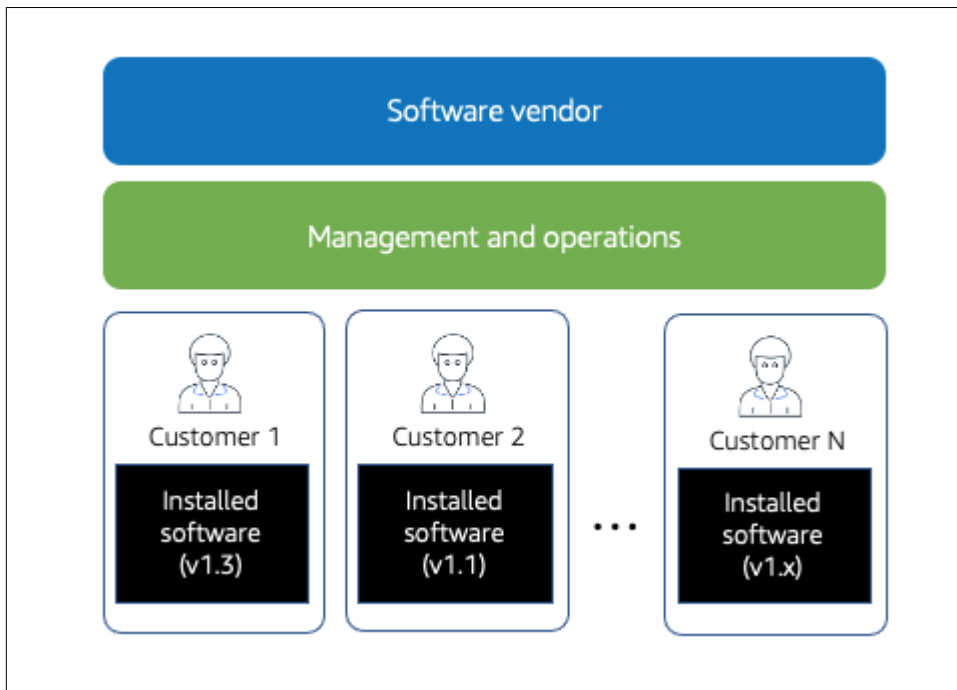 Software vendor
Management and operations
Customer 1
Customer 2
Customer N
Installed
software
(v1.3)
Installed
software
(v1.1)
...
Installed
software
(v1.x)